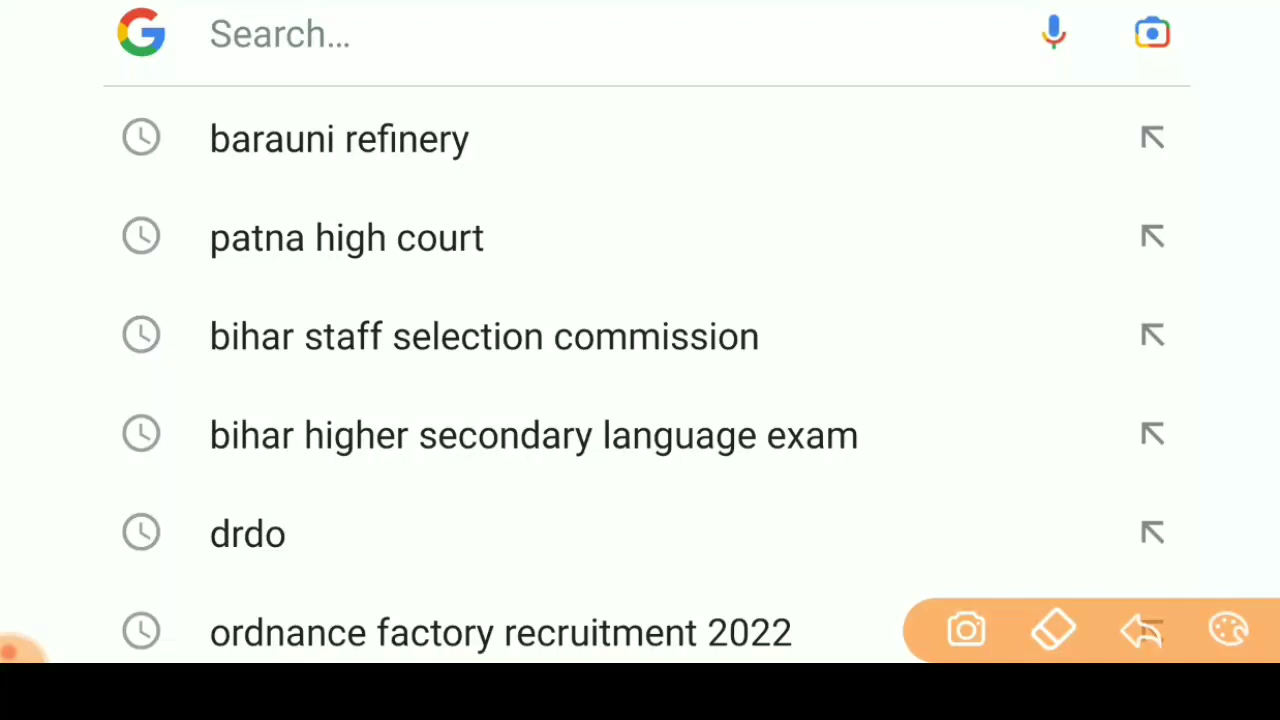 Search...
barauni refinery
patna high court
bihar staff selection commission
bihar higher secondary language exam
drdo
ordnance factory recruitment 2022